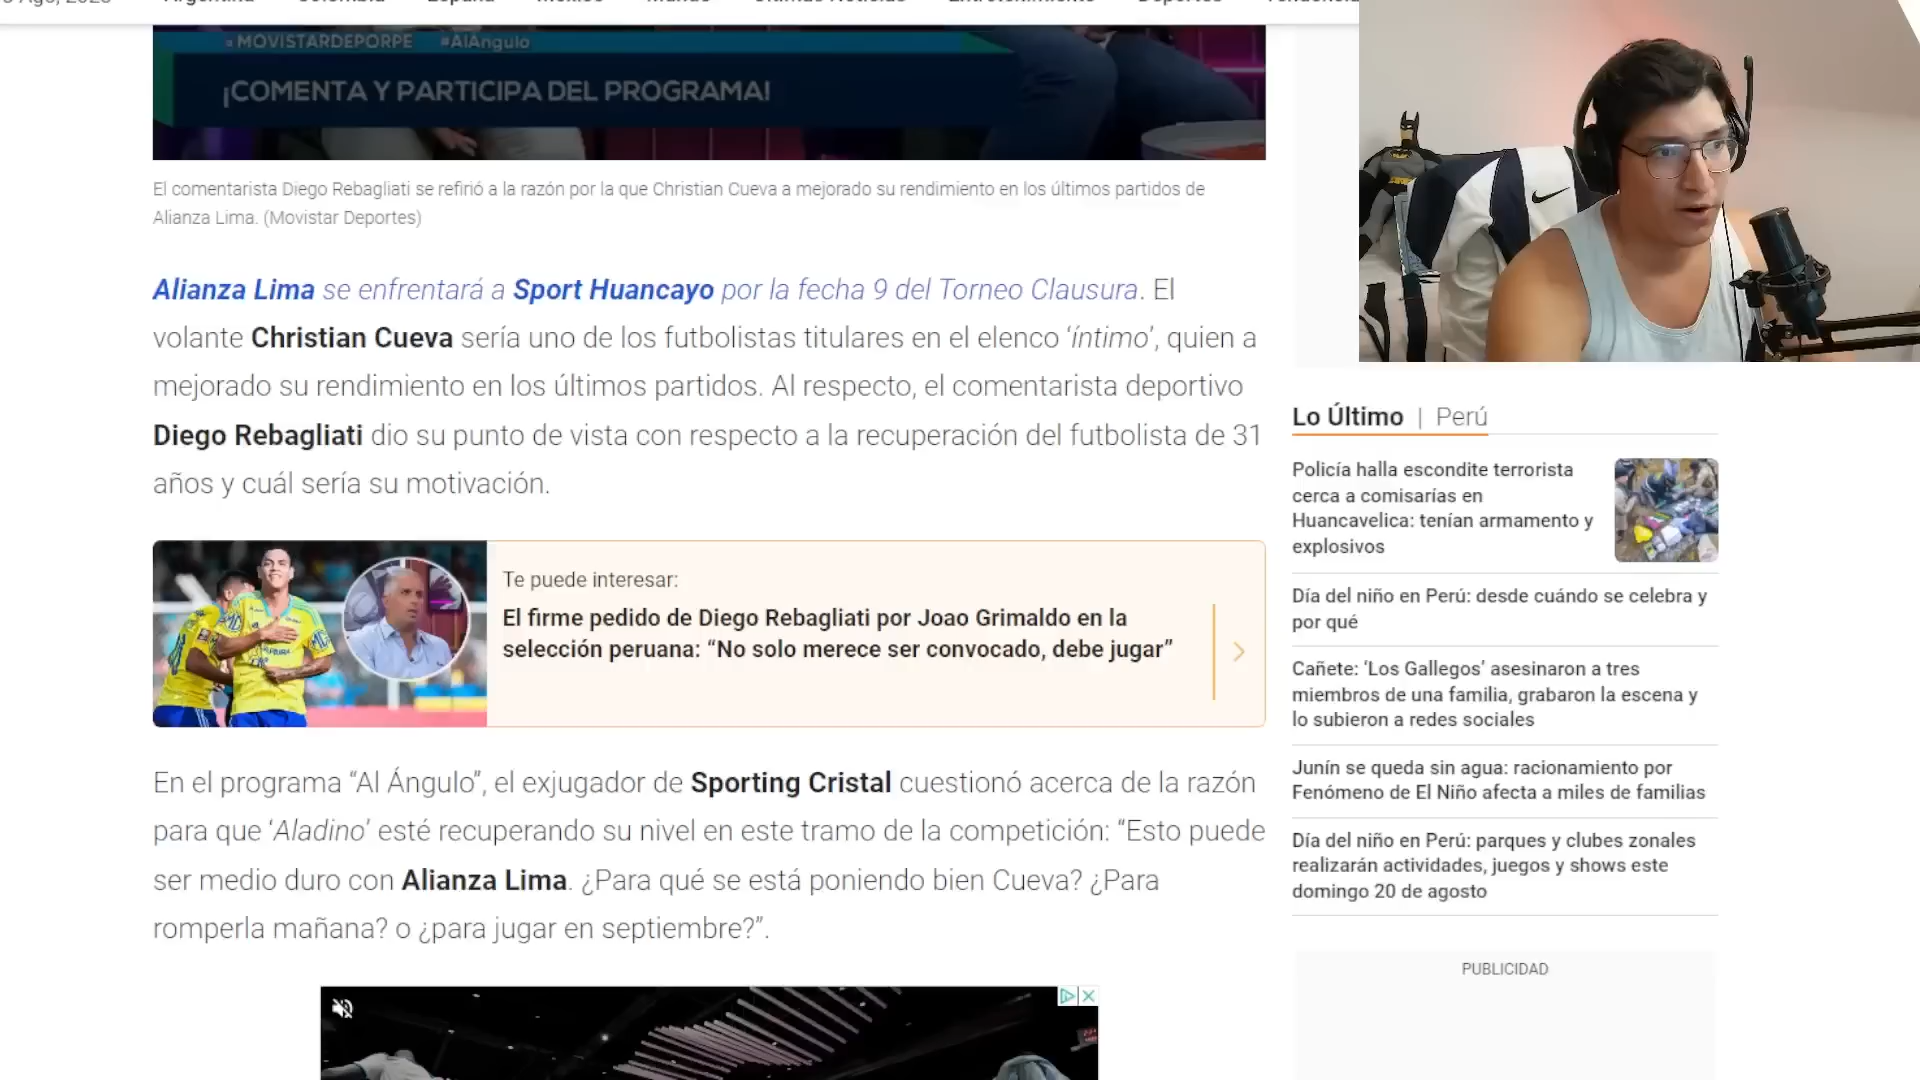 Argentina Colombia España México Mundo Últimas Noticias Entretenimiento Deportes Tendencias
MOVISTARDEPORPE #AlAngulo
¡COMENTA Y PARTICIPA DEL PROGRAMA!
El comentarista Diego Rebagliati se refirió a la razón por la que Christian Cueva a mejorado su rendimiento en los últimos partidos de
Alianza Lima. (Movistar Deportes)
Alianza Lima se enfrentará a Sport Huancayo por la fecha 9 del Torneo Clausura. El
volante Christian Cueva sería uno de los futbolistas titulares en el elenco ‘íntimo’, quien a
mejorado su rendimiento en los últimos partidos. Al respecto, el comentarista deportivo
Diego Rebagliati dio su punto de vista con respecto a la recuperación del futbolista de 31
años y cuál sería su motivación.
Te puede interesar:
El firme pedido de Diego Rebagliati por Joao Grimaldo en la
selección peruana: “No solo merece ser convocado, debe jugar”
En el programa “Al Ángulo”, el exjugador de Sporting Cristal cuestionó acerca de la razón
para que ‘Aladino’ esté recuperando su nivel en este tramo de la competición: “Esto puede
ser medio duro con Alianza Lima. ¿Para qué se está poniendo bien Cueva? ¿Para
romperla mañana? o ¿para jugar en septiembre?”.
Lo Último | Perú
Policía halla escondite terrorista
cerca a comisarías en
Huancavelica: tenían armamento y
explosivos
Día del niño en Perú: desde cuándo se celebra y
por qué
Cañete: ‘Los Gallegos’ asesinaron a tres
miembros de una familia, grabaron la escena y
lo subieron a redes sociales
Junín se queda sin agua: racionamiento por
Fenómeno de El Niño afecta a miles de familias
Día del niño en Perú: parques y clubes zonales
realizarán actividades, juegos y shows este
domingo 20 de agosto
PUBLICIDAD